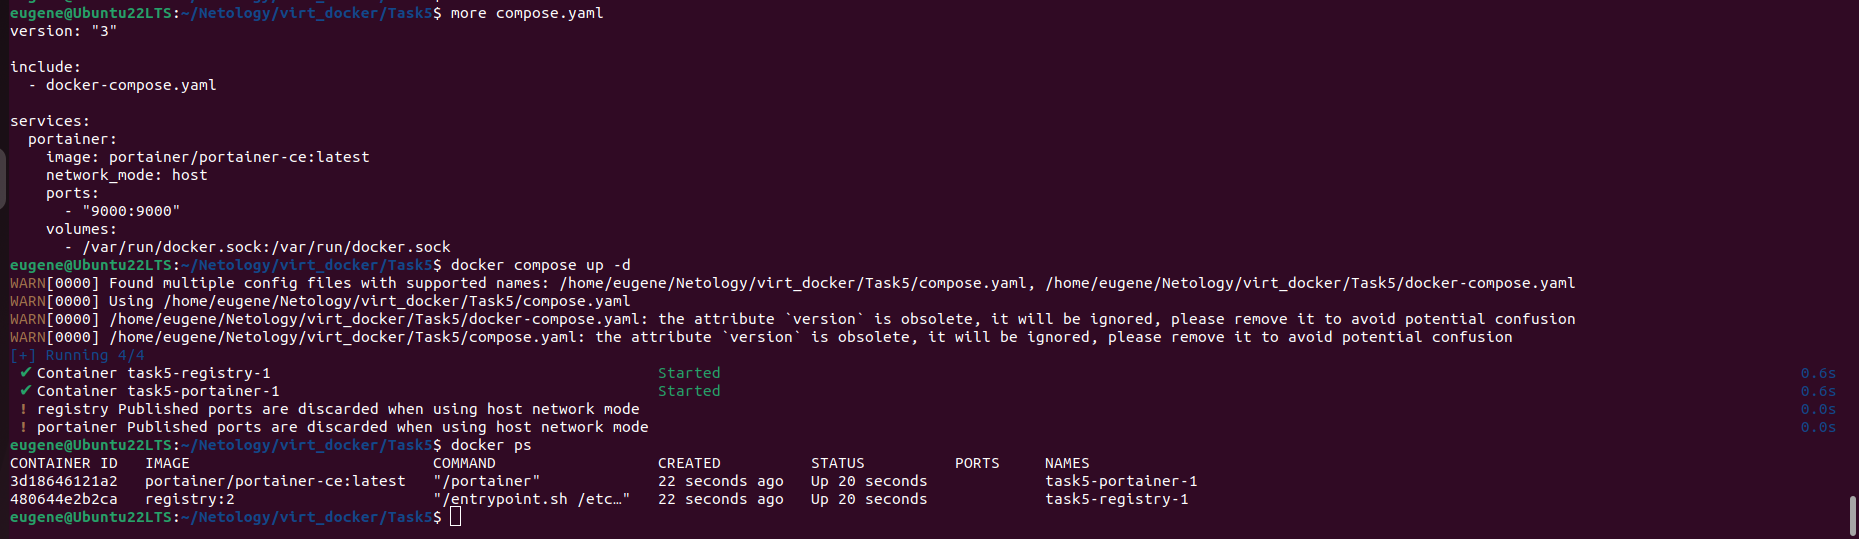 eugene@Ubuntu22LTS:~/Netology/virt_docker/Task5$ more compose.yaml
version: "3"

include:
  - docker-compose.yaml

services:
  portainer:
    image: portainer/portainer-ce:latest
    network_mode: host
    ports:
      - "9000:9000"
    volumes:
      - /var/run/docker.sock:/var/run/docker.sock
eugene@Ubuntu22LTS:~/Netology/virt_docker/Task5$ docker compose up -d
WARN[0000] Found multiple config files with supported names: /home/eugene/Netology/virt_docker/Task5/compose.yaml, /home/eugene/Netology/virt_docker/Task5/docker-compose.yaml
WARN[0000] Using /home/eugene/Netology/virt_docker/Task5/compose.yaml
WARN[0000] /home/eugene/Netology/virt_docker/Task5/docker-compose.yaml: the attribute `version` is obsolete, it will be ignored, please remove it to avoid potential confusion
WARN[0000] /home/eugene/Netology/virt_docker/Task5/compose.yaml: the attribute `version` is obsolete, it will be ignored, please remove it to avoid potential confusion
[+] Running 4/4
 ✔ Container task5-registry-1 Started 0.6s
 ✔ Container task5-portainer-1 Started 0.6s
 ! registry Published ports are discarded when using host network mode 0.0s
 ! portainer Published ports are discarded when using host network mode 0.0s
eugene@Ubuntu22LTS:~/Netology/virt_docker/Task5$ docker ps
CONTAINER ID   IMAGE                           COMMAND                  CREATED          STATUS          PORTS     NAMES
3d18646121a2   portainer/portainer-ce:latest   "/portainer"             22 seconds ago   Up 20 seconds             task5-portainer-1
480644e2b2ca   registry:2                      "/entrypoint.sh /etc…"   22 seconds ago   Up 20 seconds             task5-registry-1
eugene@Ubuntu22LTS:~/Netology/virt_docker/Task5$